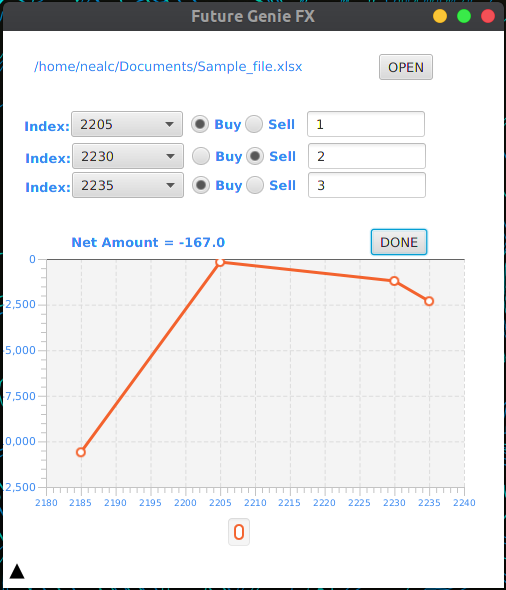 Future Genie FX
/home/nealc/Documents/Sample_file.xlsx OPEN
Index: 2205 Buy Sell 1
Index: 2230 Buy Sell 2
Index: 2235 Buy Sell 3
Net Amount = -167.0 DONE
0
2,500
5,000
7,500
0,000
2,500
2180 2185 2190 2195 2200 2205 2210 2215 2220 2225 2230 2235 2240